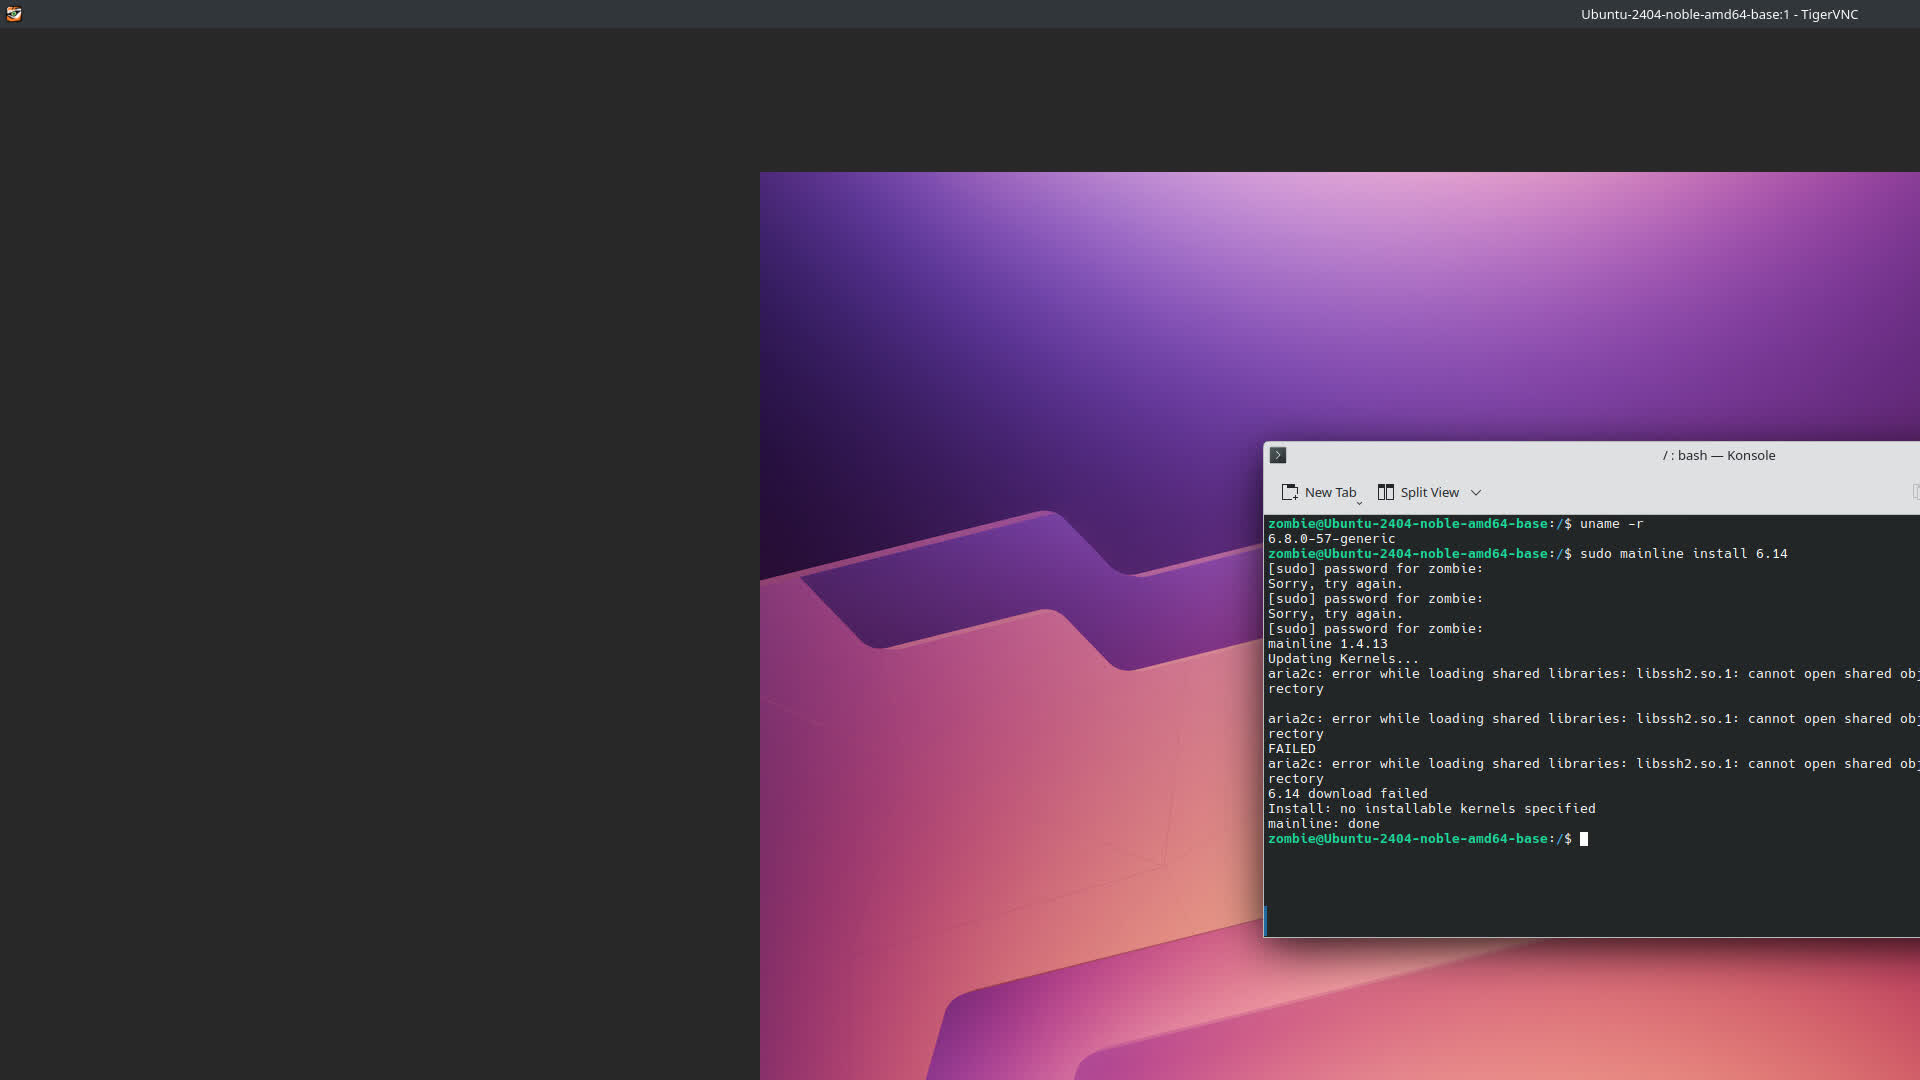 Ubuntu-2404-noble-amd64-base:1 - TigerVNC
/ : bash — Konsole
New Tab
Split View
zombie@Ubuntu-2404-noble-amd64-base:/$ uname -r
6.8.0-57-generic
zombie@Ubuntu-2404-noble-amd64-base:/$ sudo mainline install 6.14
[sudo] password for zombie:
Sorry, try again.
[sudo] password for zombie:
Sorry, try again.
[sudo] password for zombie:
mainline 1.4.13
Updating Kernels...
aria2c: error while loading shared libraries: libssh2.so.1: cannot open shared
rectory
aria2c: error while loading shared libraries: libssh2.so.1: cannot open shared
rectory
FAILED
aria2c: error while loading shared libraries: libssh2.so.1: cannot open shared
rectory
6.14 download failed
Install: no installable kernels specified
mainline: done
zombie@Ubuntu-2404-noble-amd64-base:/$